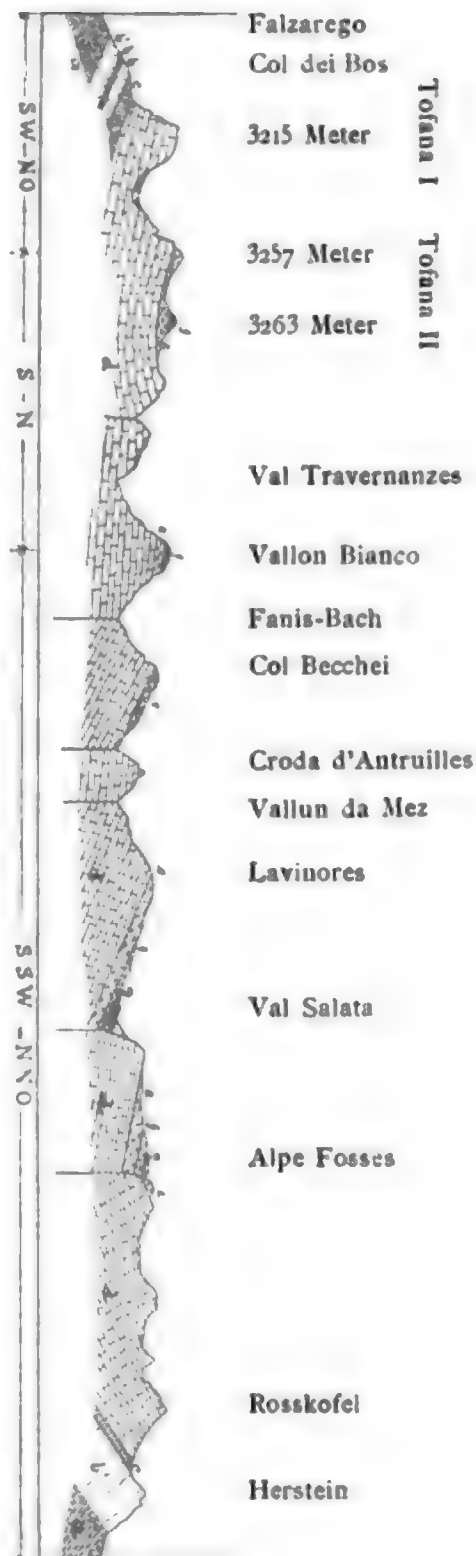 Falzarego
Col dei Bos
3215 Meter
Tofana I
3257 Meter
Tofana II
3263 Meter
Val Travernanzes
Vallon Bianco
Fanis-Bach
Col Becchei
Croda d'Antruilles
Vallun da Mez
Lavinores
Val Salata
Alpe Fosses
Rosskofel
Herstein
SW-NO
S-N
SSW-NNO